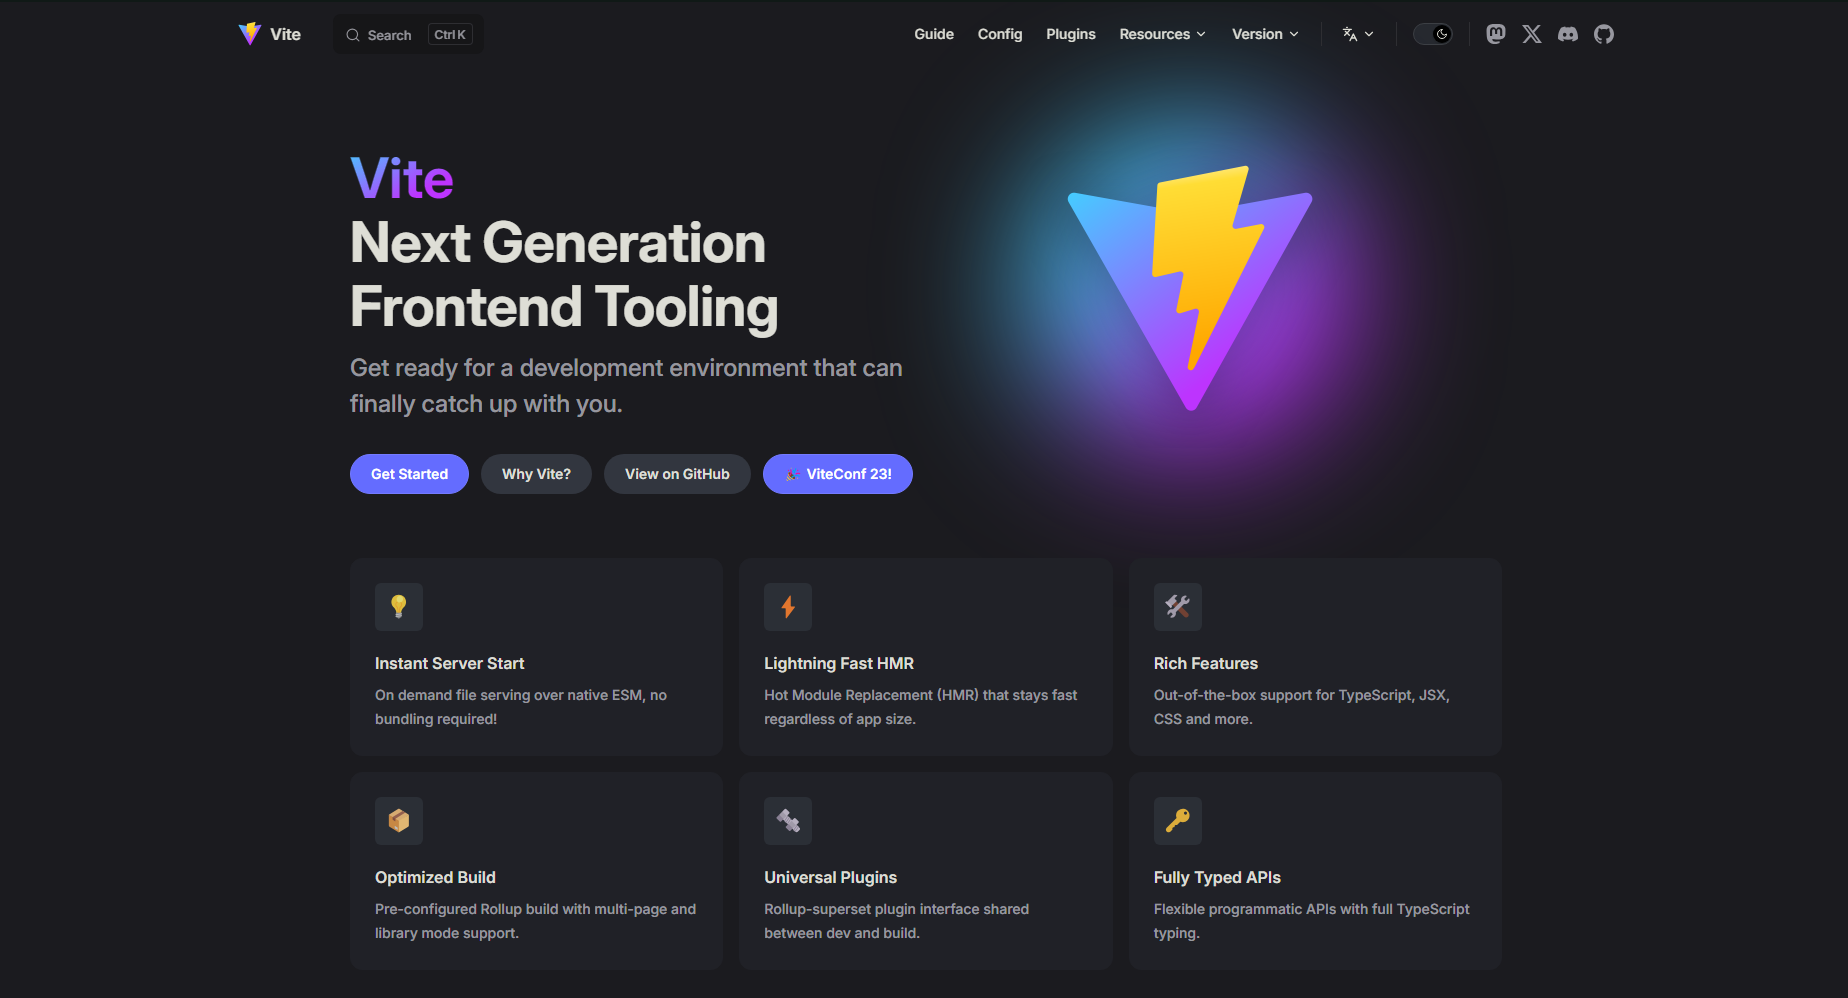 Vite
Search Ctrl K
Guide Config Plugins Resources Version
Vite
Next Generation
Frontend Tooling
Get ready for a development environment that can
finally catch up with you.
Get Started Why Vite? View on GitHub 🎉 ViteConf 23!
Instant Server Start
On demand file serving over native ESM, no
bundling required!
Lightning Fast HMR
Hot Module Replacement (HMR) that stays fast
regardless of app size.
Rich Features
Out-of-the-box support for TypeScript, JSX,
CSS and more.
Optimized Build
Pre-configured Rollup build with multi-page and
library mode support.
Universal Plugins
Rollup-superset plugin interface shared
between dev and build.
Fully Typed APIs
Flexible programmatic APIs with full TypeScript
typing.